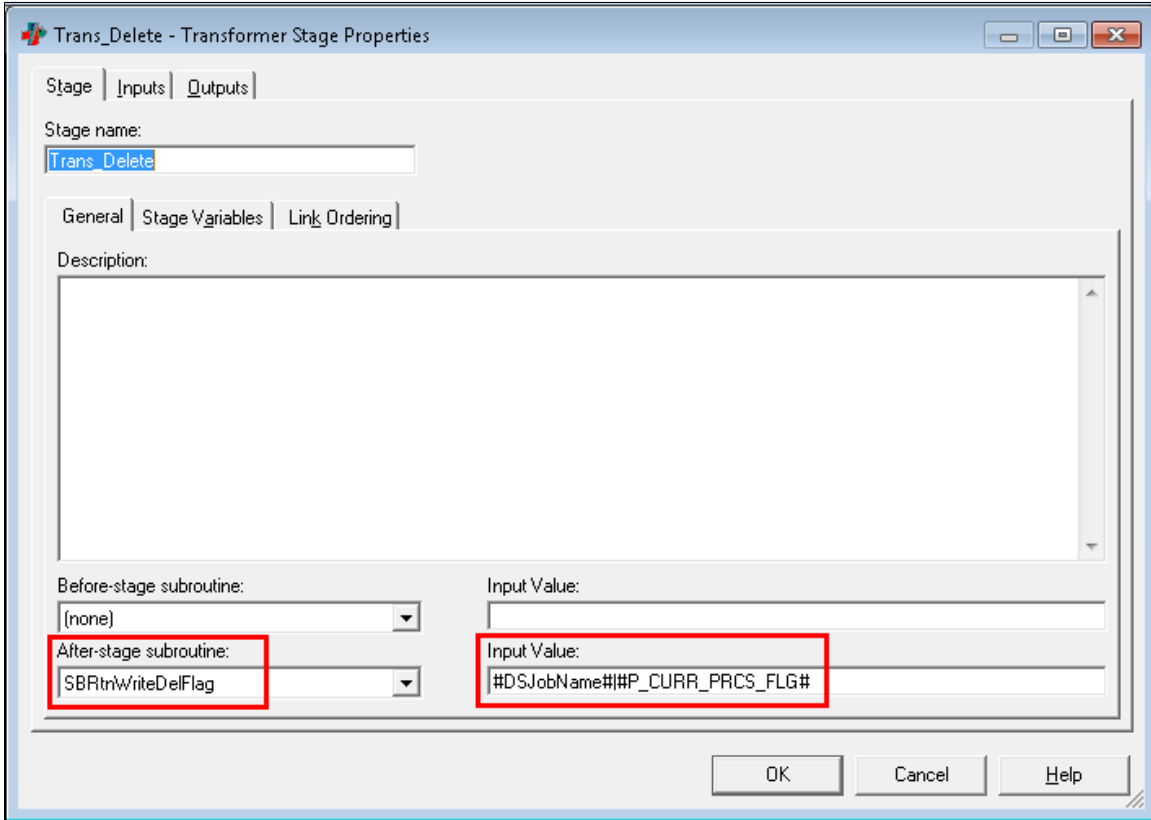 Trans_Delete - Transformer Stage Properties
Stage Inputs Outputs
Stage name:
Trans_Delete
General Stage Variables Link Ordering
Description:
Before-stage subroutine: Input Value:
(none)
After-stage subroutine: Input Value:
SBRtnWriteDelFlag #DSJobName#|#P_CURR_PRCS_FLG#
OK Cancel Help